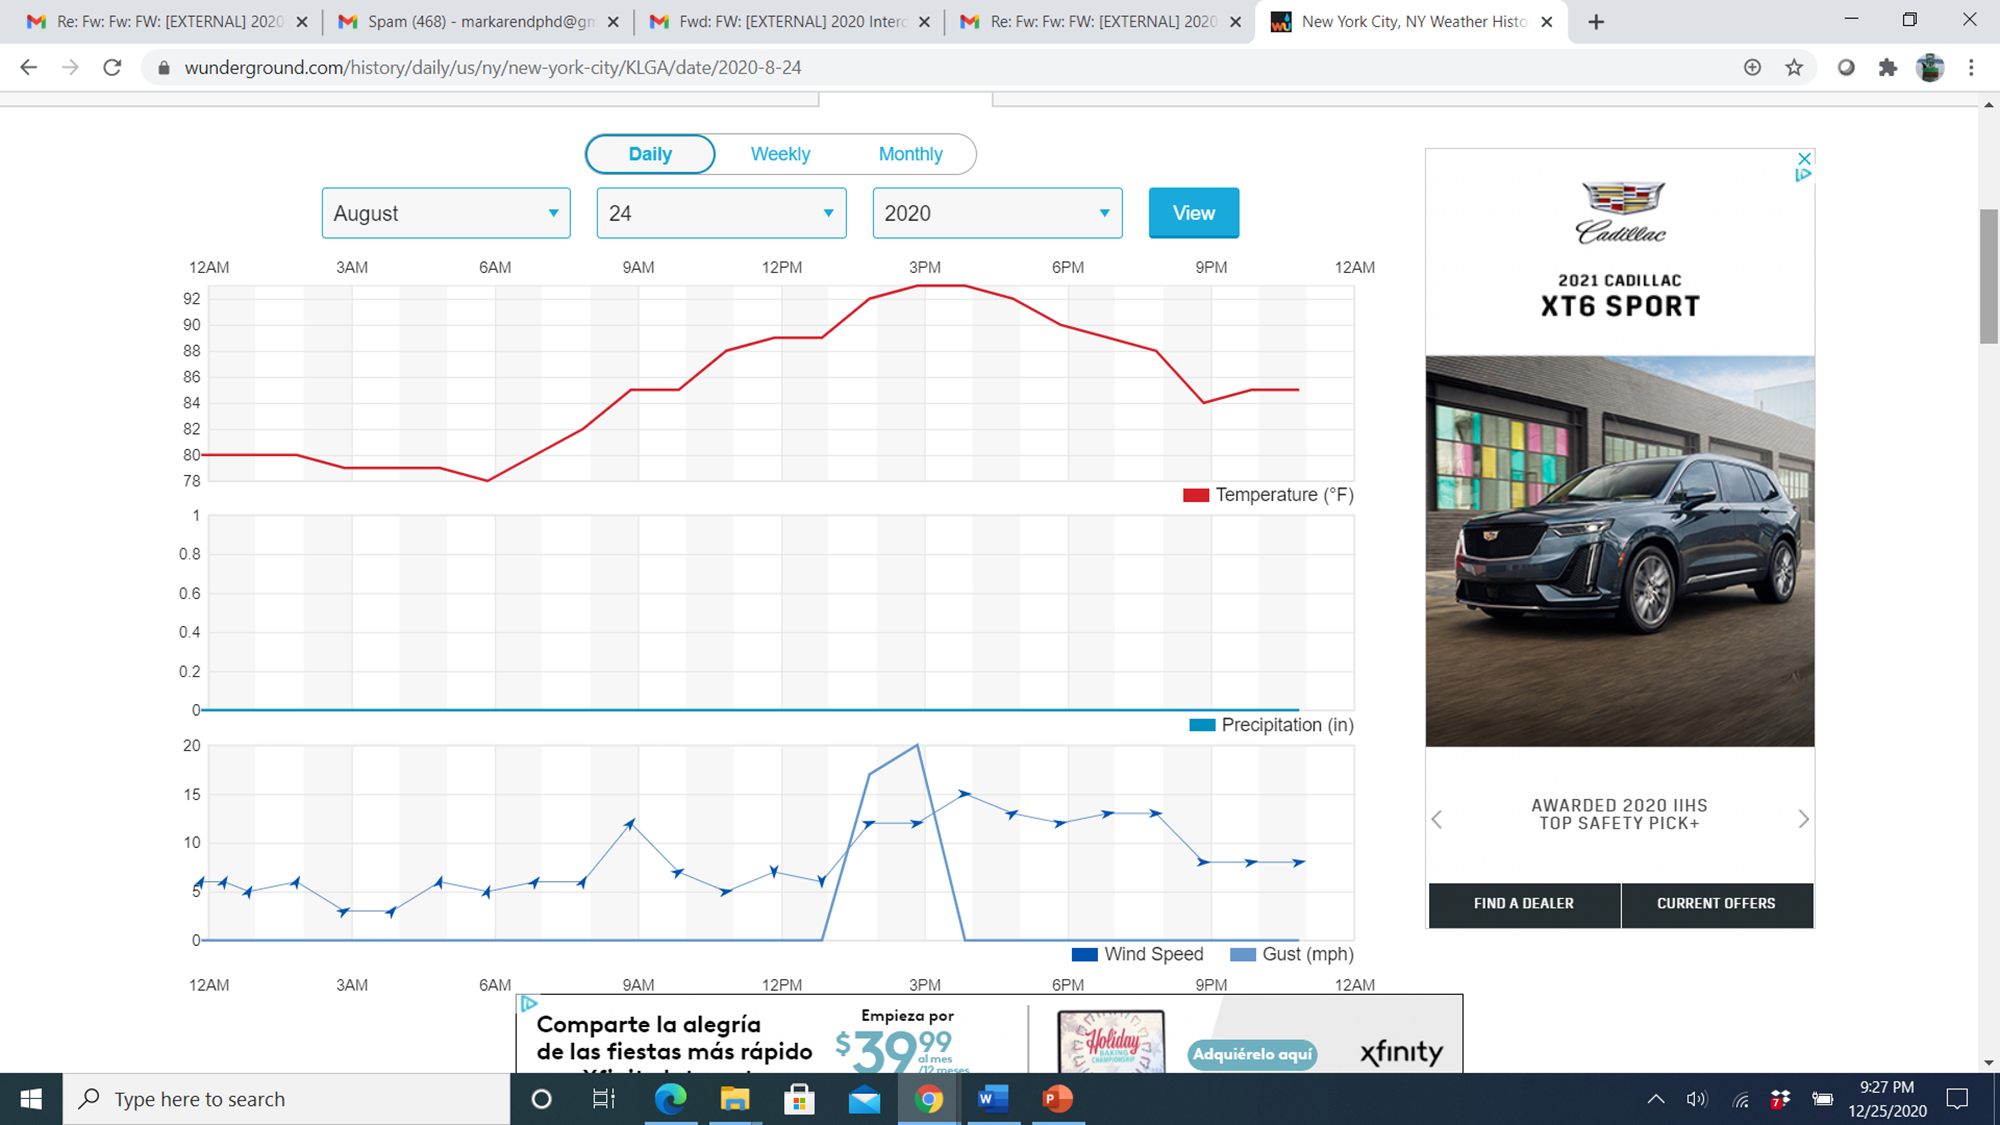 Re: Fw: Fw: FW: [EXTERNAL] 2020
Spam (468) - markarendphd@gm
Fwd: FW: [EXTERNAL] 2020 Interc
Re: Fw: Fw: FW: [EXTERNAL] 2020
WU New York City, NY Weather Histo
wunderground.com/history/daily/us/ny/new-york-city/KLGA/date/2020-8-24
Daily Weekly Monthly
August 24 2020 View
12AM 3AM 6AM 9AM 12PM 3PM 6PM 9PM 12AM
92
90
88
86
84
82
80
78
Temperature (°F)
1
0.8
0.6
0.4
0.2
0
Precipitation (in)
20
15
10
5
0
Wind Speed Gust (mph)
12AM 3AM 6AM 9AM 12PM 3PM 6PM 9PM 12AM
Cadillac
2021 CADILLAC
XT6 SPORT
AWARDED 2020 IIHS
TOP SAFETY PICK+
FIND A DEALER CURRENT OFFERS
Comparte la alegría
de las fiestas más rápido
Empieza por
$39.99
al mes
/12 meses
Holiday
BAKING
CHAMPIONSHIP
Adquiérelo aquí
xfinity
Type here to search
W
P
7
9:27 PM
12/25/2020